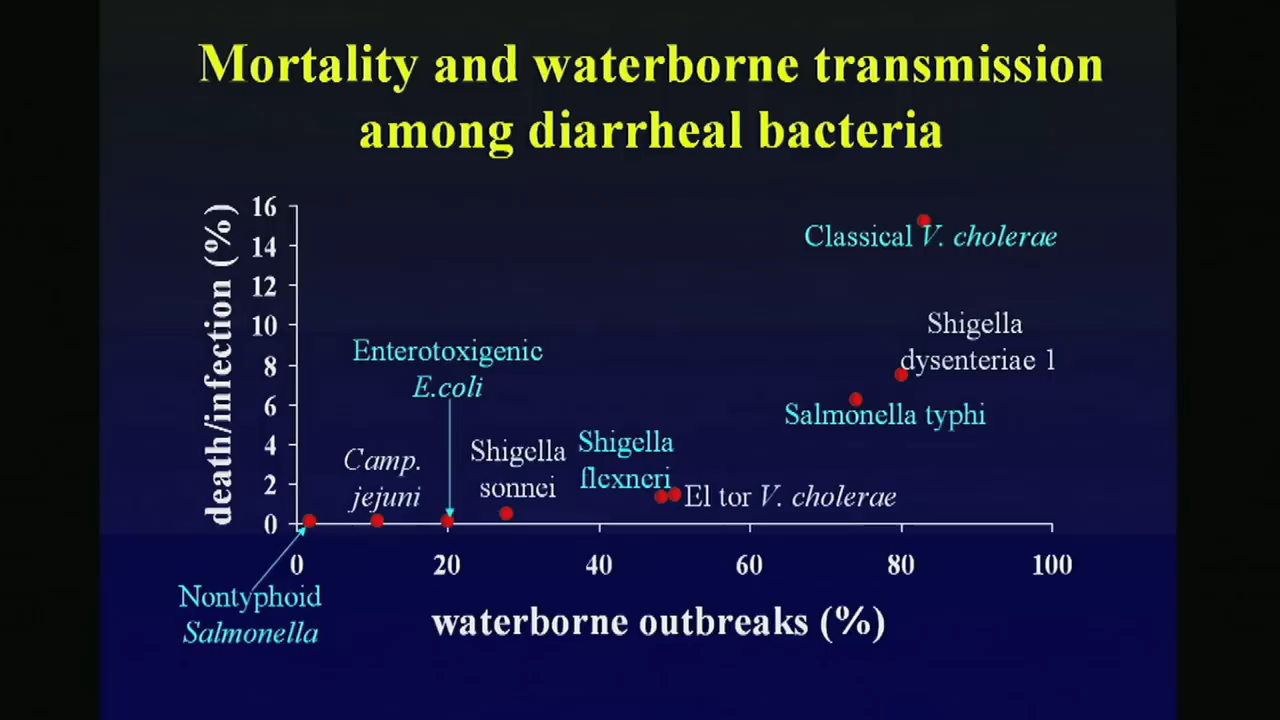 Mortality and waterborne transmission
among diarrheal bacteria
death/infection (%)
16
14
12
10
8
6
4
2
0
Classical V. cholerae
Shigella
dysenteriae 1
Salmonella typhi
Enterotoxigenic
E.coli
Camp.
jejuni
Shigella
sonnei
Shigella
flexneri
El tor V. cholerae
0 20 40 60 80 100
Nontyphoid
Salmonella
waterborne outbreaks (%)